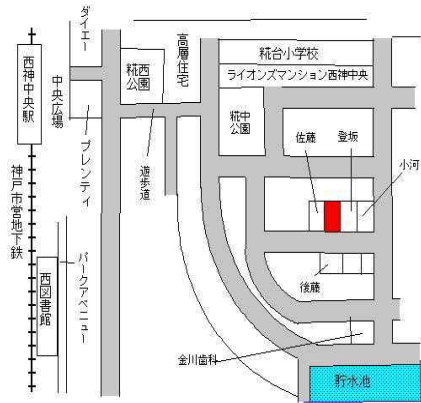 ダイエー
西神中央駅
中央広場
プレンティ
神戸市営地下鉄
西図書館
パークアベニュー
糀西
公園
高層住宅
遊歩道
糀台小学校
ライオンズマンション西神中央
糀中
公園
佐藤
登坂
小河
後藤
金川歯科
貯水池